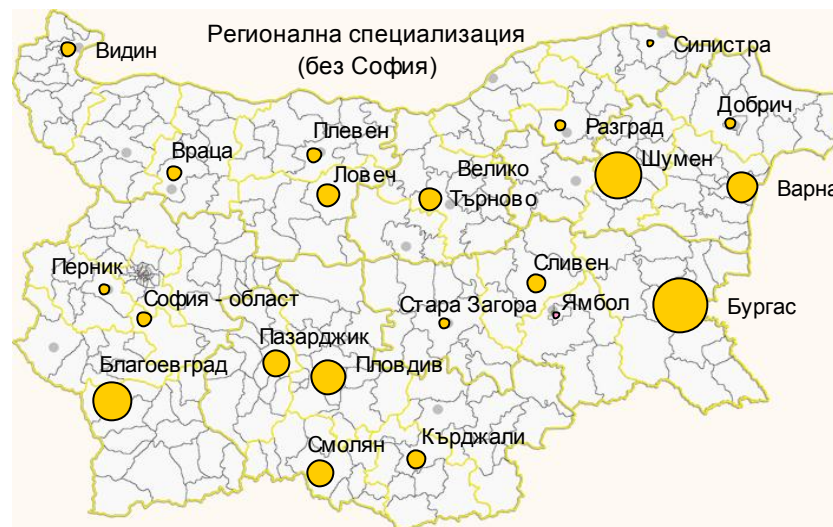 Регионална специализация
(без София)
Видин
Силистра
Добрич
Плевен
Разград
Враца
Ловеч
Велико
Търново
Шумен
Варна
Перник
София - област
Сливен
Стара Загора
Ямбол
Бургас
Пазарджик
Благоевград
Пловдив
Смолян
Кърджали